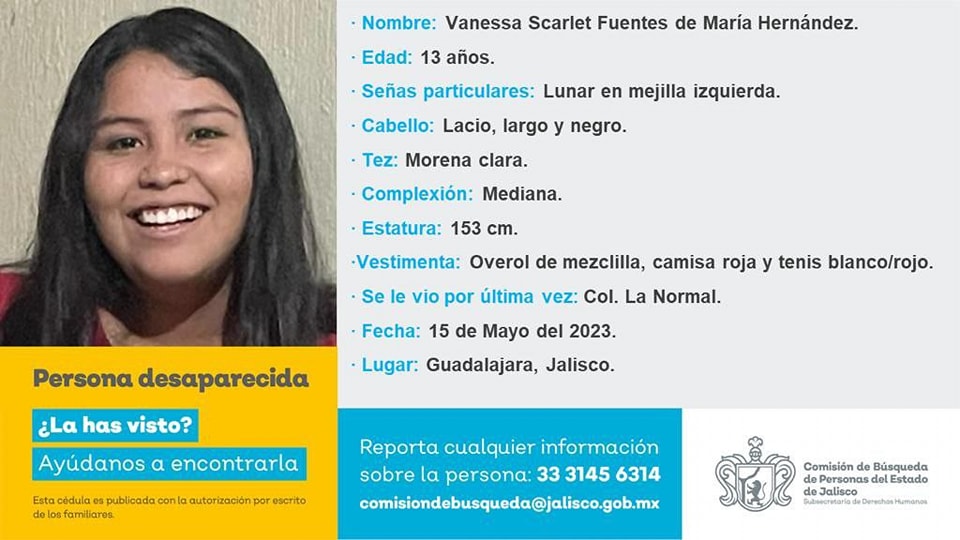 · Nombre: Vanessa Scarlet Fuentes de María Hernández.
· Edad: 13 años.
· Señas particulares: Lunar en mejilla izquierda.
· Cabello: Lacio, largo y negro.
· Tez: Morena clara.
· Complexión: Mediana.
· Estatura: 153 cm.
·Vestimenta: Overol de mezclilla, camisa roja y tenis blanco/rojo.
· Se le vio por última vez: Col. La Normal.
· Fecha: 15 de Mayo del 2023.
· Lugar: Guadalajara, Jalisco.
Persona desaparecida
¿La has visto?
Ayúdanos a encontrarla
Esta cédula es publicada con la autorización por escrito
de los familiares.
Reporta cualquier información
sobre la persona: 33 3145 6314
comisiondebusqueda@jalisco.gob.mx
Comisión de Búsqueda
de Personas del Estado
de Jalisco
Subsecretaría de Derechos Humanos